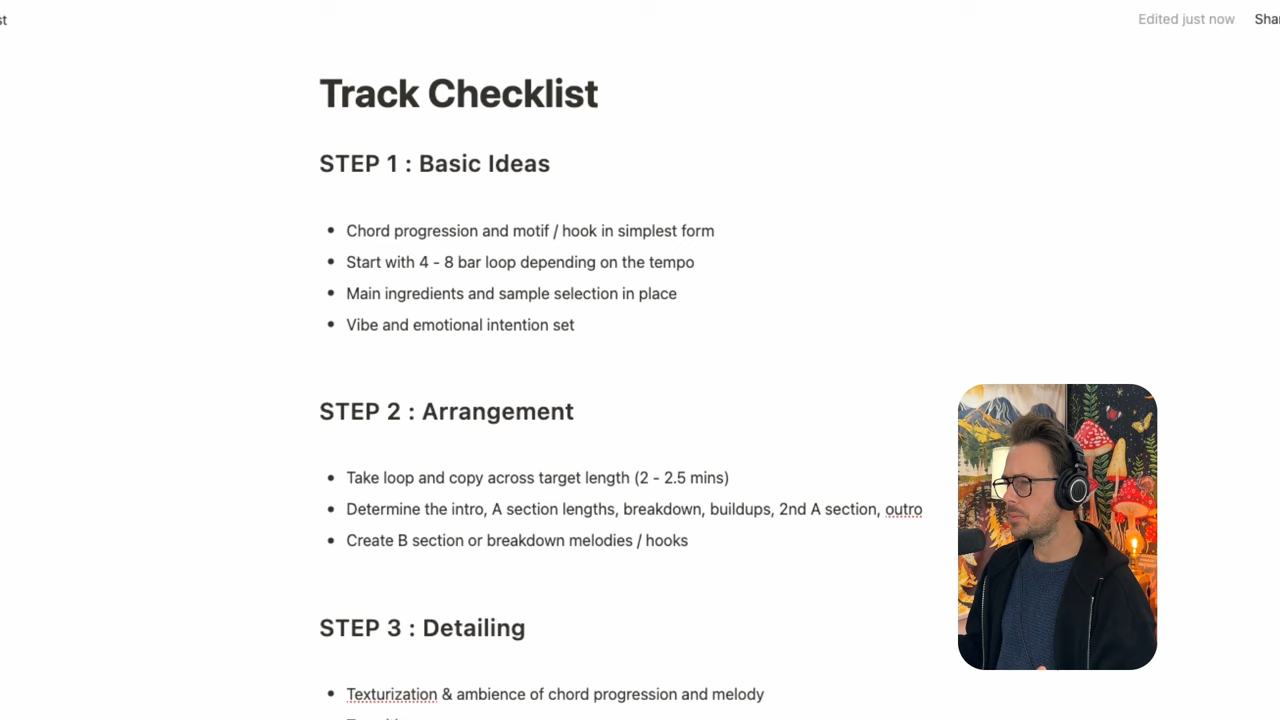 st
Edited just now
Shar
Track Checklist
STEP 1 : Basic Ideas
Chord progression and motif / hook in simplest form
Start with 4 - 8 bar loop depending on the tempo
Main ingredients and sample selection in place
Vibe and emotional intention set
STEP 2 : Arrangement
Take loop and copy across target length (2 - 2.5 mins)
Determine the intro, A section lengths, breakdown, buildups, 2nd A section, outro
Create B section or breakdown melodies / hooks
STEP 3 : Detailing
Texturization & ambience of chord progression and melody